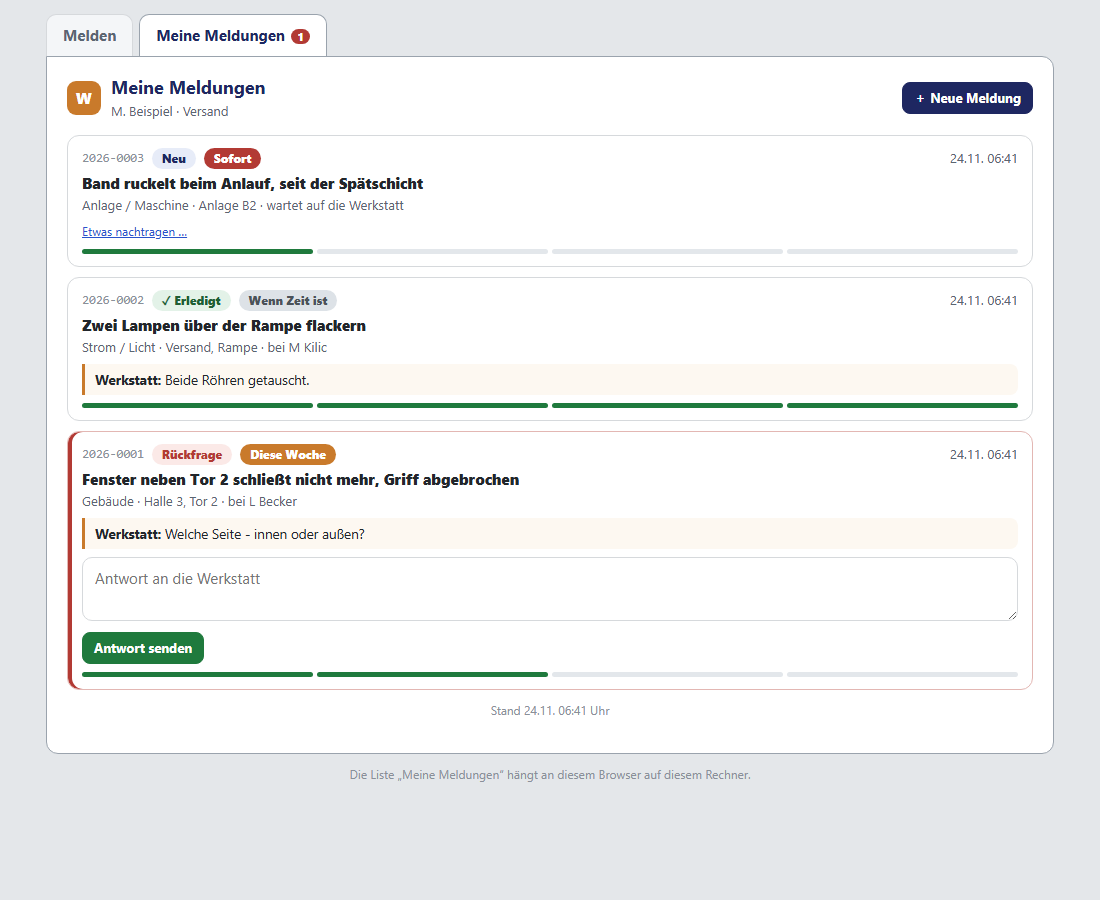 Melden
Meine Meldungen 1
W
Meine Meldungen
M. Beispiel · Versand
+ Neue Meldung
2026-0003 Neu Sofort 24.11. 06:41
Band ruckelt beim Anlauf, seit der Spätschicht
Anlage / Maschine · Anlage B2 · wartet auf die Werkstatt
Etwas nachtragen ...
2026-0002 ✓ Erledigt Wenn Zeit ist 24.11. 06:41
Zwei Lampen über der Rampe flackern
Strom / Licht · Versand, Rampe · bei M Kilic
Werkstatt: Beide Röhren getauscht.
2026-0001 Rückfrage Diese Woche 24.11. 06:41
Fenster neben Tor 2 schließt nicht mehr, Griff abgebrochen
Gebäude · Halle 3, Tor 2 · bei L Becker
Werkstatt: Welche Seite - innen oder außen?
Antwort an die Werkstatt
Antwort senden
Stand 24.11. 06:41 Uhr
Die Liste „Meine Meldungen“ hängt an diesem Browser auf diesem Rechner.